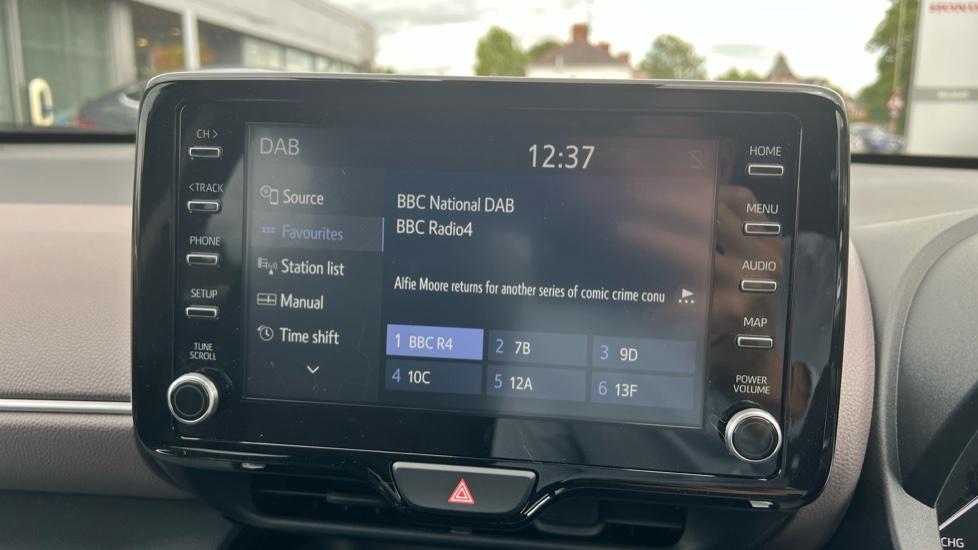 CH >
< TRACK
PHONE
SETUP
TUNE
SCROLL
DAB
12:37
Source
Favourites
Station list
Manual
Time shift
BBC National DAB
BBC Radio4
Alfie Moore returns for another series of comic crime conu
1 BBC R4
2 7B
3 9D
4 10C
5 12A
6 13F
HOME
MENU
AUDIO
MAP
POWER
VOLUME
CHG